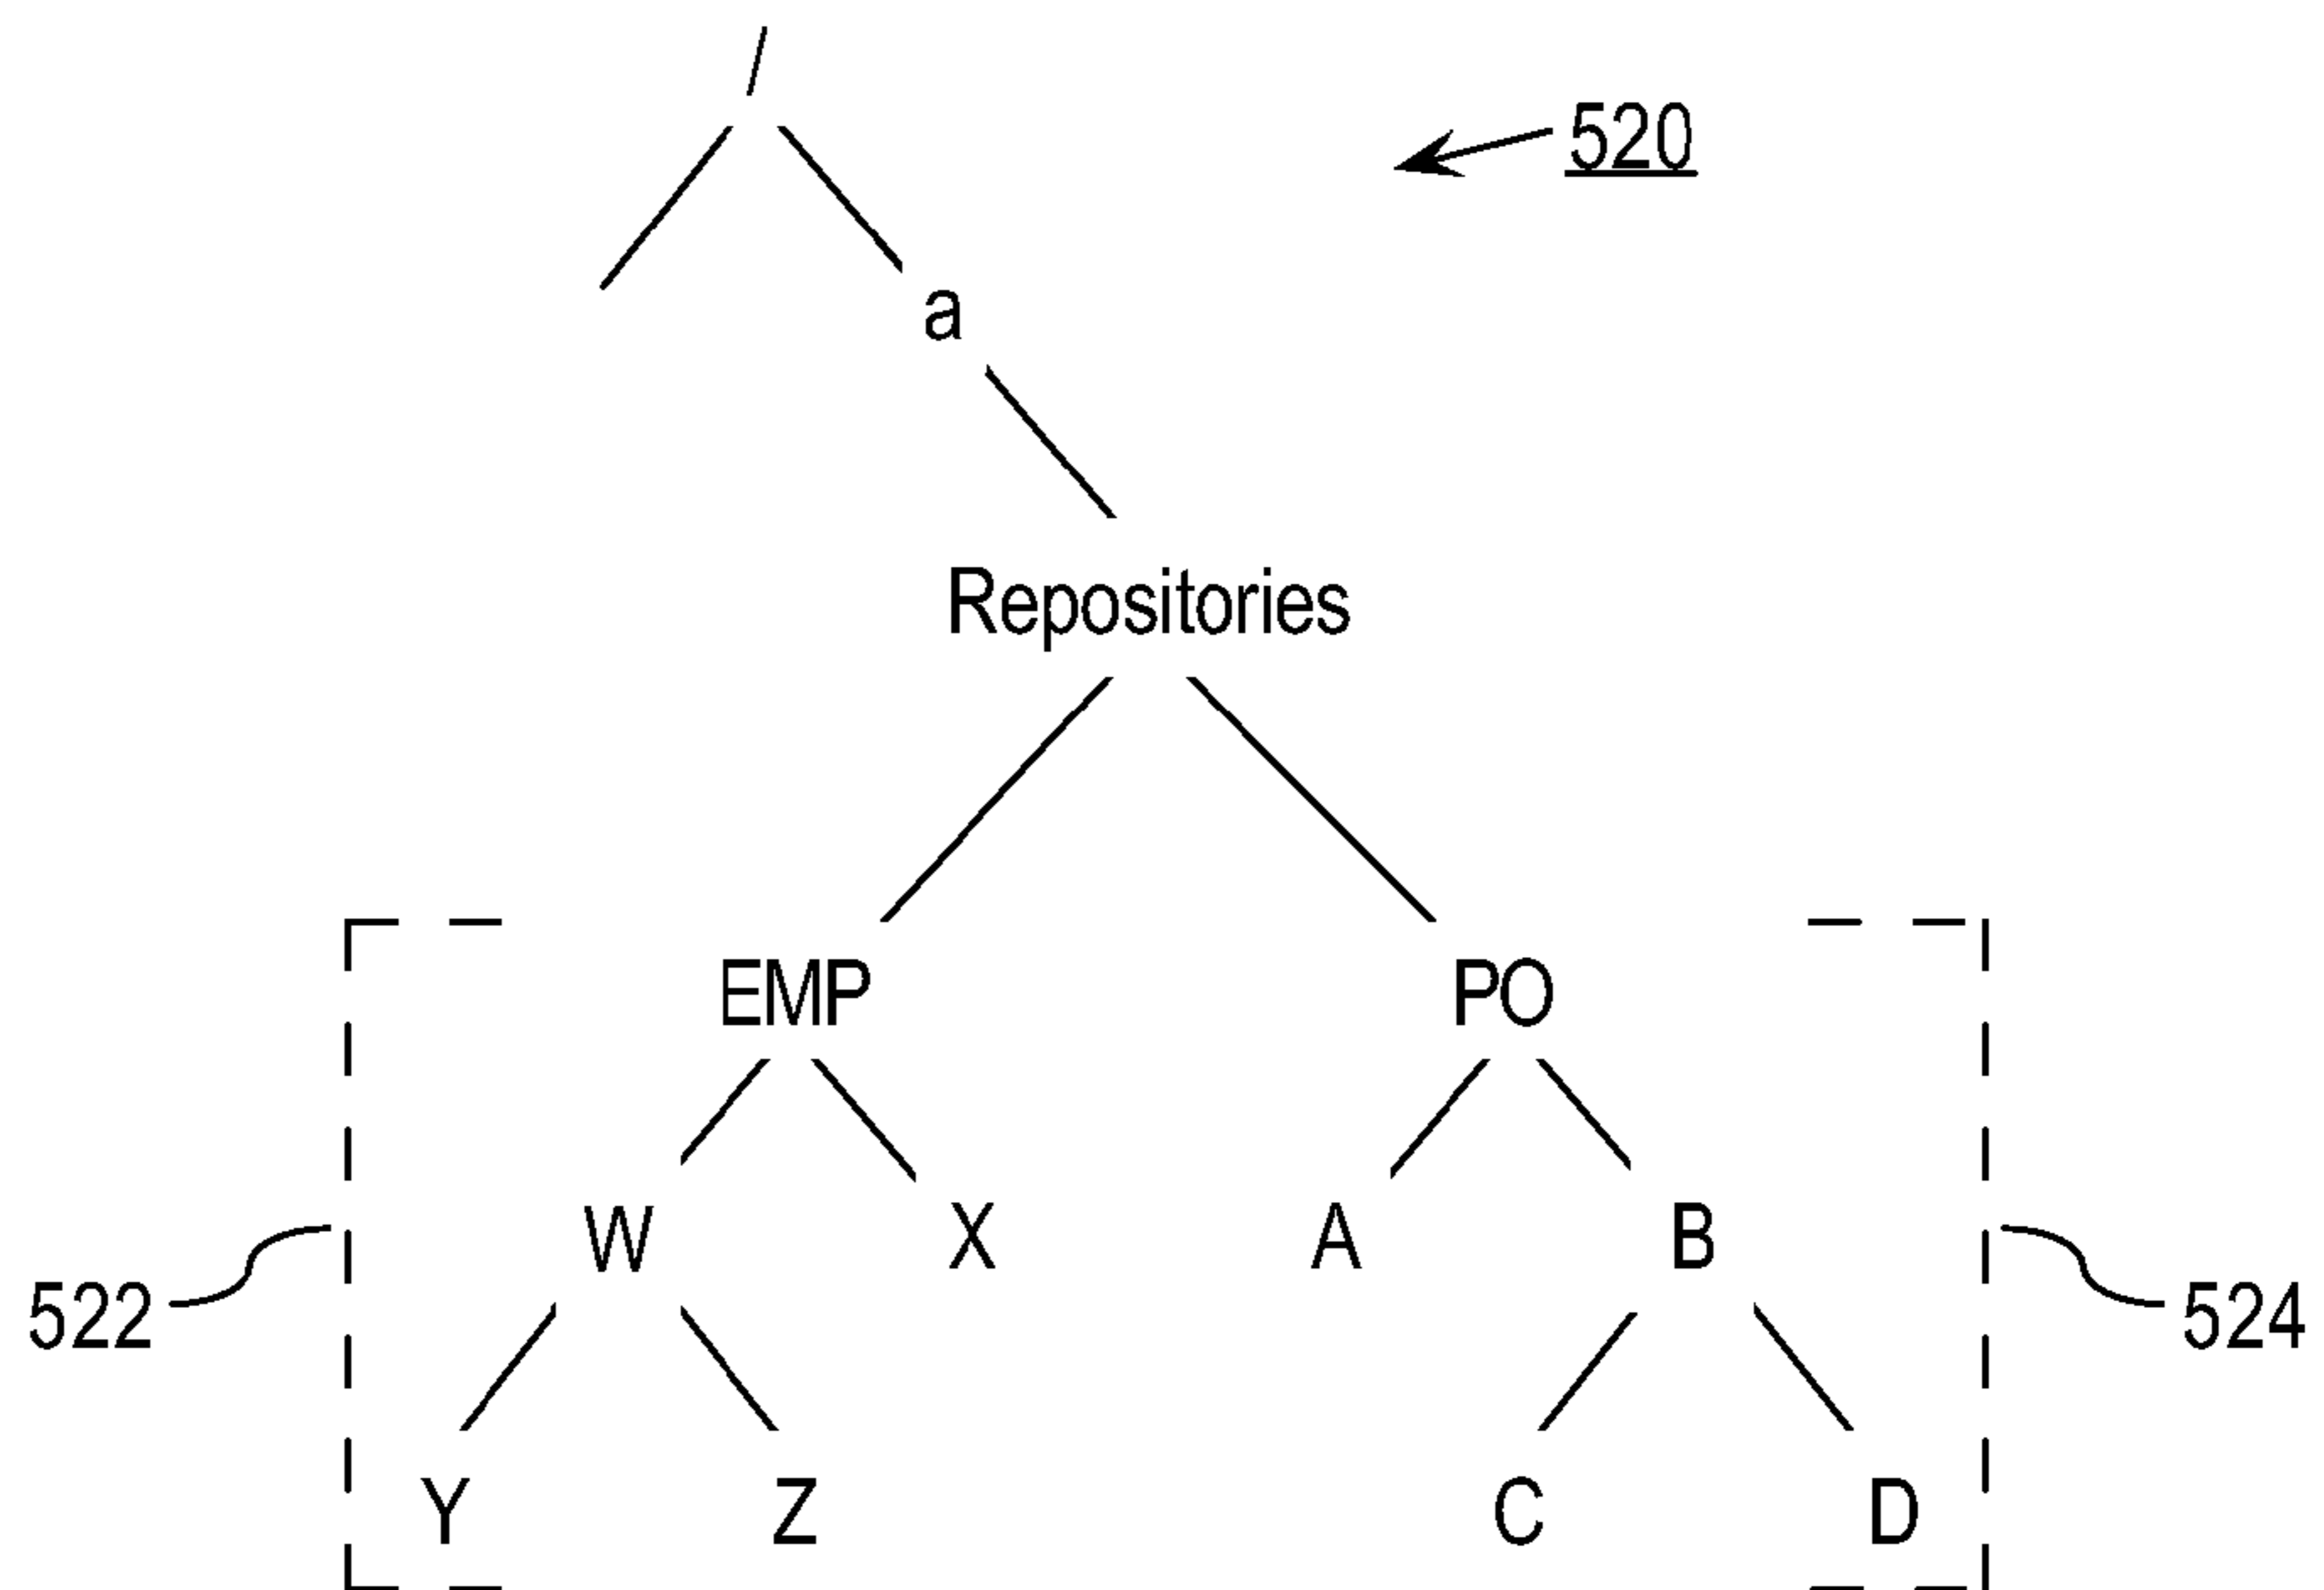 /
520
a
Repositories
EMP PO
W X A B
522 524
Y Z C D